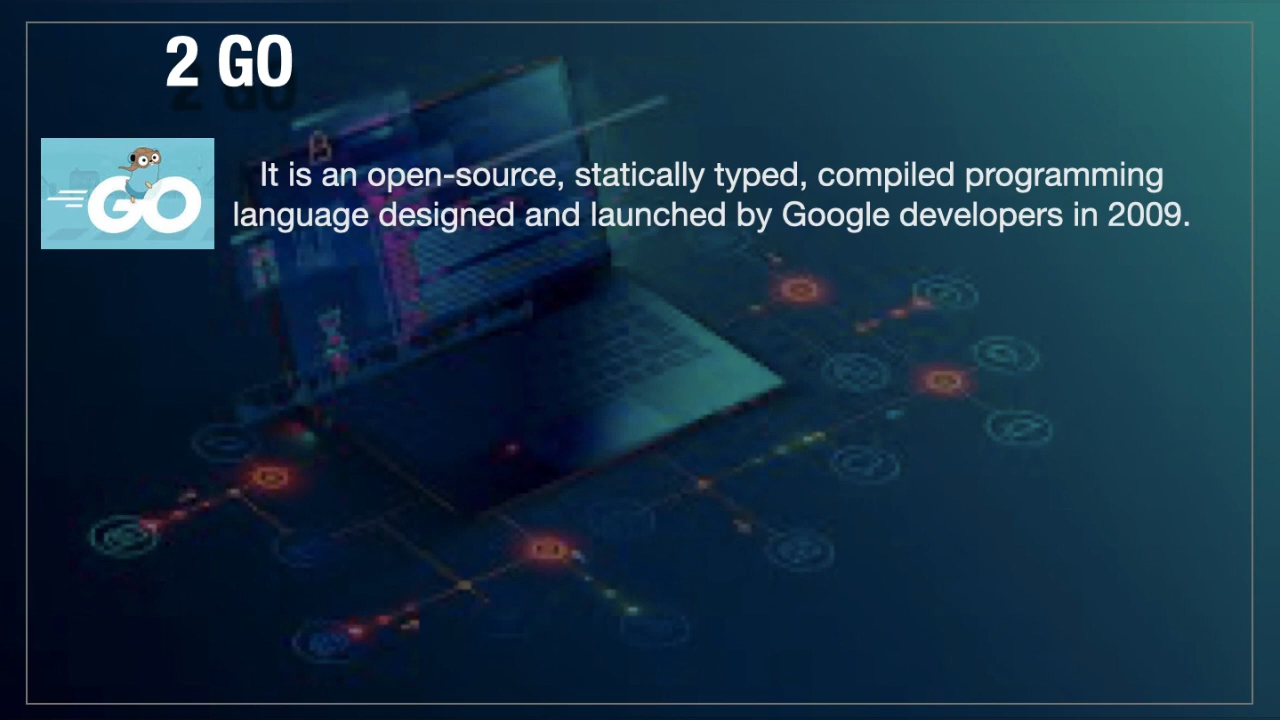 2 GO
GO
It is an open-source, statically typed, compiled programming
language designed and launched by Google developers in 2009.